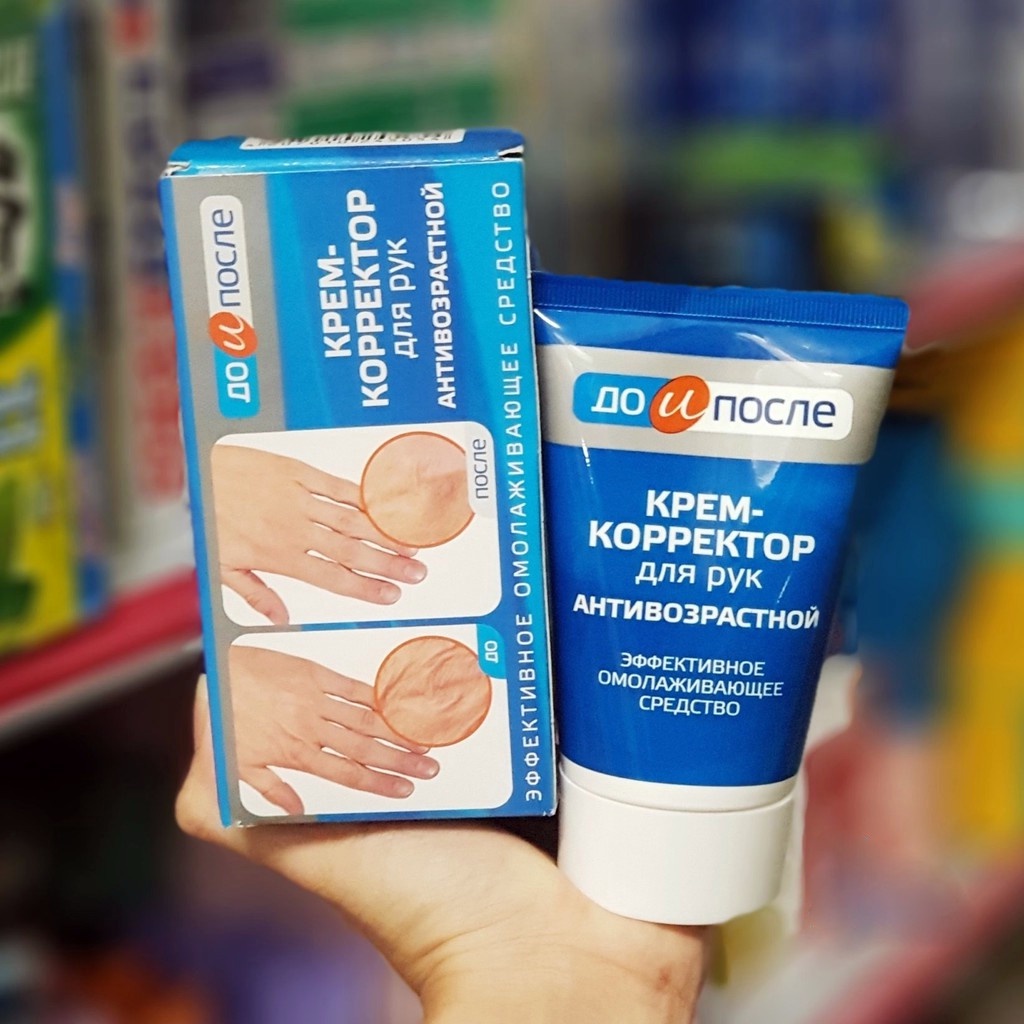 ДО и ПОСЛЕ
КРЕМ-
КОРРЕКТОР
для рук
АНТИВОЗРАСТНОЙ
ЭФФЕКТИВНОЕ ОМОЛАЖИВАЮЩЕЕ СРЕДСТВО
ПОСЛЕ
ДО
ДО и ПОСЛЕ
КРЕМ-
КОРРЕКТОР
для рук
АНТИВОЗРАСТНОЙ
ЭФФЕКТИВНОЕ
ОМОЛАЖИВАЮЩЕЕ
СРЕДСТВО